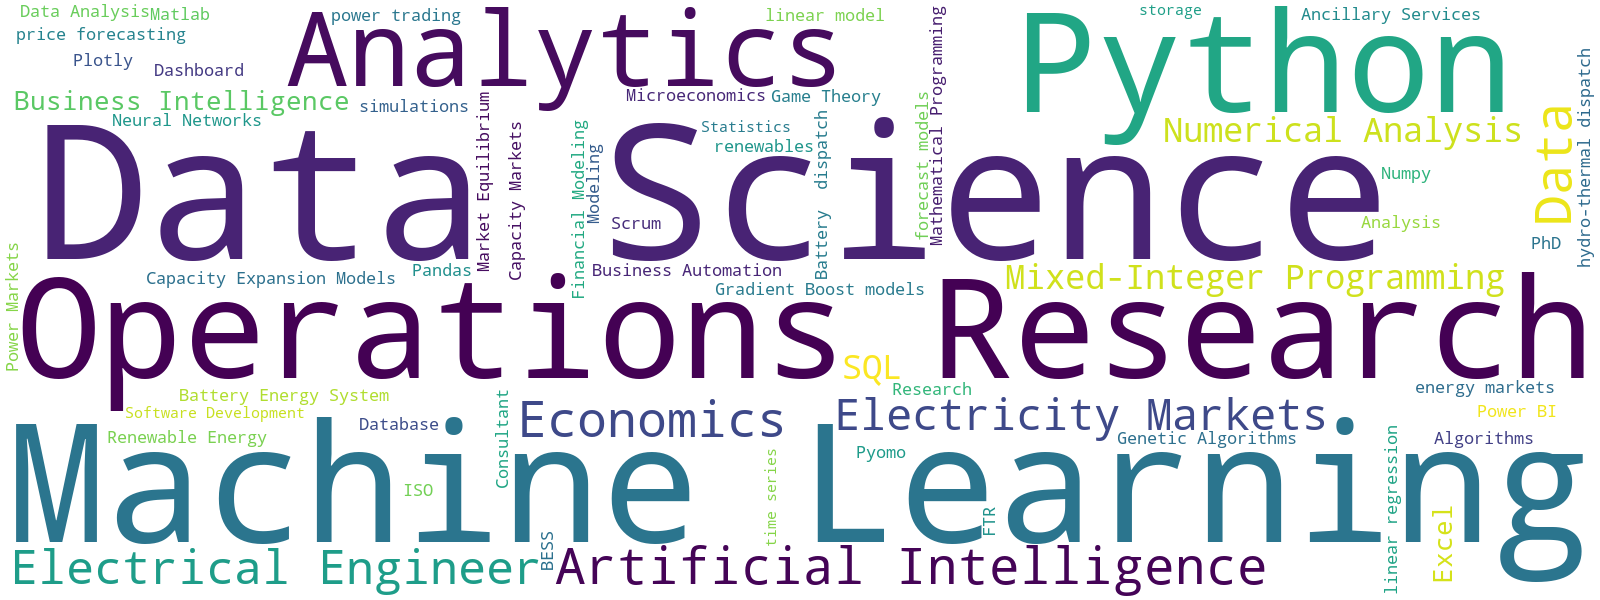 Data Analysis
Matlab
power trading
linear model
storage
Ancillary Services
price forecasting
Analytics
Python
Plotly
Dashboard
Business Intelligence
simulations
Microeconomics
Game Theory
Mathematical Programming
Neural Networks
Statistics
renewables
Numerical Analysis
Data
hydro-thermal dispatch
Data Science
Market Equilibrium
Capacity Markets
Financial Modeling
Modeling
Battery dispatch
forecast models
Numpy
Scrum
Analysis
PhD
Power Markets
Capacity Expansion Models
Pandas
Business Automation
Gradient Boost models
Mixed-Integer Programming
Operations Research
SQL
Battery Energy System
Research
energy markets
Software Development
Database
Consultant
Economics
Electricity Markets
Power BI
Renewable Energy
Pyomo
Genetic Algorithms
Algorithms
Machine Learning
ISO
time series
FTR
linear regression
Excel
Electrical Engineer
BESS
Artificial Intelligence